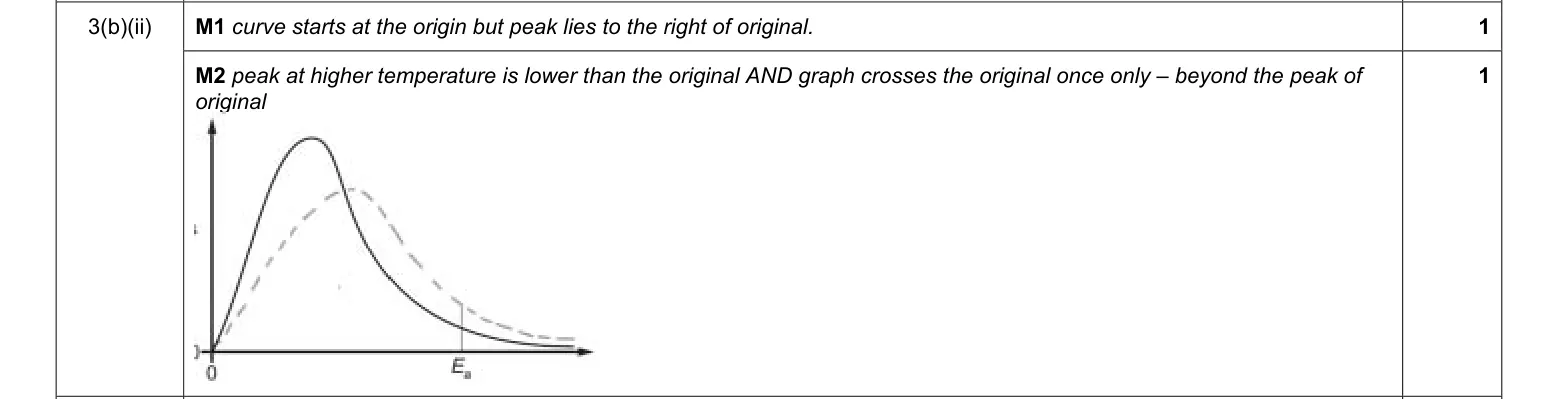 3(b)(ii)
M1 curve starts at the origin but peak lies to the right of original.
1
M2 peak at higher temperature is lower than the original AND graph crosses the original once only – beyond the peak of
original
1
0
Ea